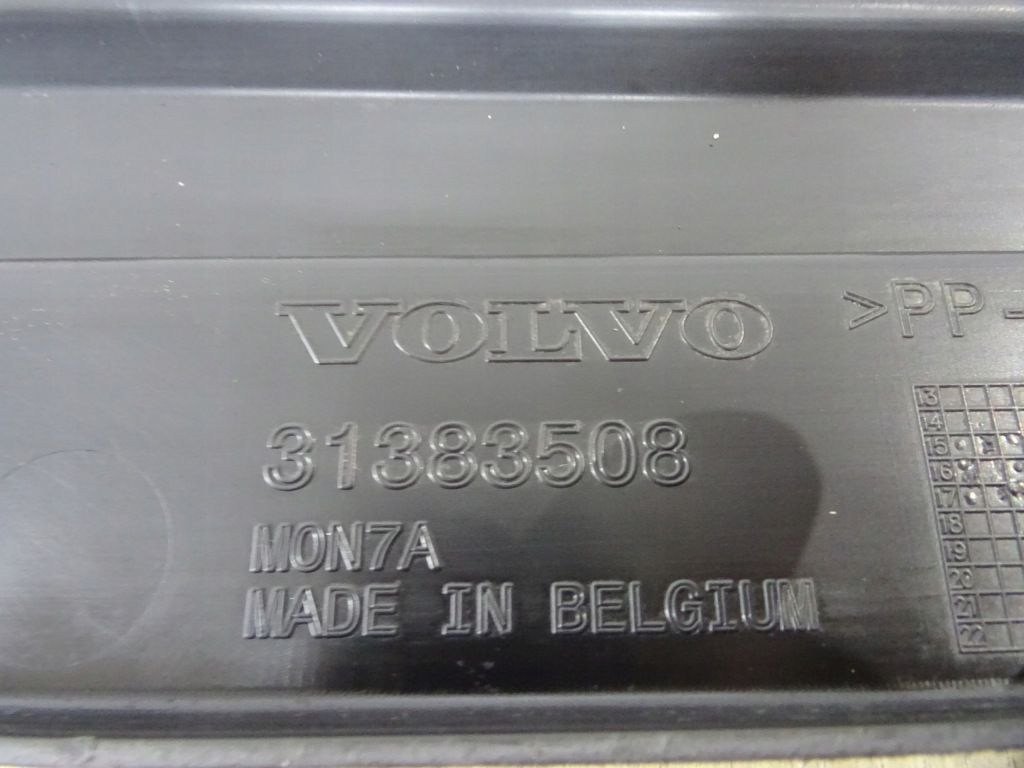 VOLVO
>PP-
31383508
MON7A
MADE IN BELGIUM
13
14
15
16
17
18
19
20
21
22